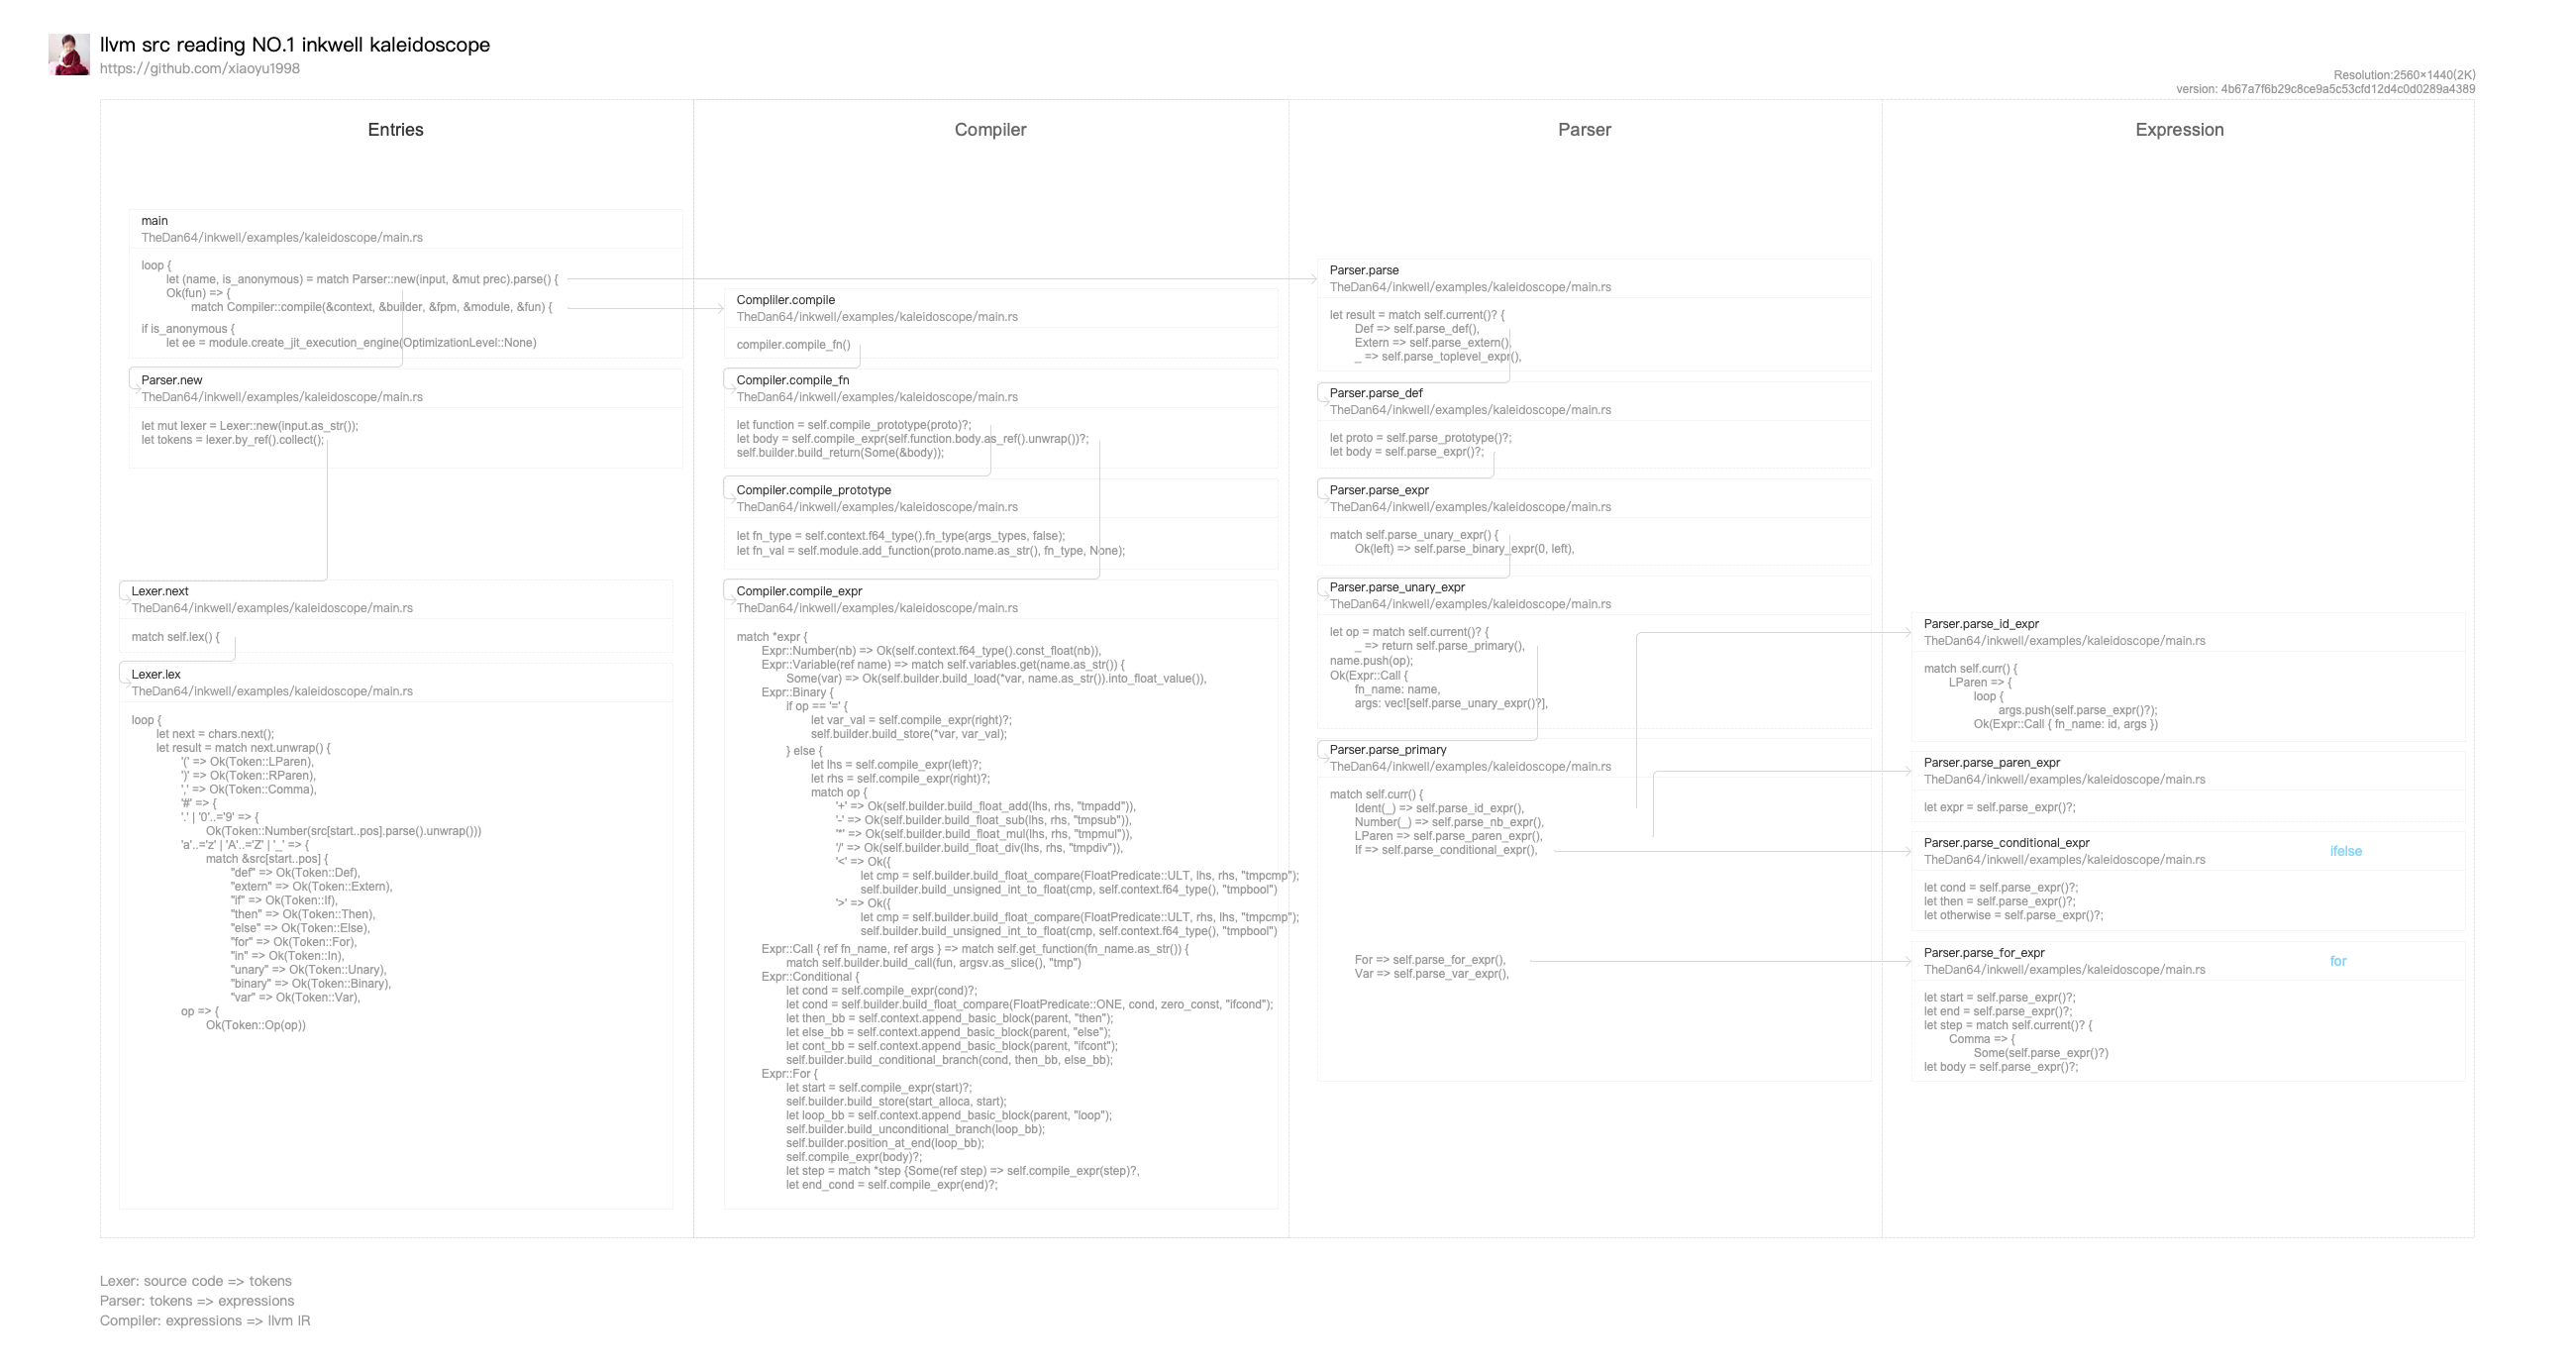 llvm src reading NO.1 inkwell kaleidoscope
https://github.com/xiaoyu1998
Resolution:2560×1440(2K)
version: 4b67a7f6b29c8ce9a5c53cfd12d4c0d0289a4389
Entries
main
TheDan64/inkwell/examples/kaleidoscope/main.rs
loop {
let (name, is_anonymous) = match Parser::new(input, &mut prec).parse() {
Ok(fun) => {
match Compiler::compile(&context, &builder, &fpm, &module, &fun) {
if is_anonymous {
let ee = module.create_jit_execution_engine(OptimizationLevel::None)
Parser.new
TheDan64/inkwell/examples/kaleidoscope/main.rs
let mut lexer = Lexer::new(input.as_str());
let tokens = lexer.by_ref().collect();
Lexer.next
TheDan64/inkwell/examples/kaleidoscope/main.rs
match self.lex() {
Lexer.lex
TheDan64/inkwell/examples/kaleidoscope/main.rs
loop {
let next = chars.next();
let result = match next.unwrap() {
'(' => Ok(Token::LParen),
')' => Ok(Token::RParen),
',' => Ok(Token::Comma),
'#' => {
'.' | '0'..='9' => {
Ok(Token::Number(src[start..pos].parse().unwrap()))
'a'..='z' | 'A'..='Z' | '_' => {
match &src[start..pos] {
"def" => Ok(Token::Def),
"extern" => Ok(Token::Extern),
"if" => Ok(Token::If),
"then" => Ok(Token::Then),
"else" => Ok(Token::Else),
"for" => Ok(Token::For),
"in" => Ok(Token::In),
"unary" => Ok(Token::Unary),
"binary" => Ok(Token::Binary),
"var" => Ok(Token::Var),
op => {
Ok(Token::Op(op))
Compiler
Compliler.compile
TheDan64/inkwell/examples/kaleidoscope/main.rs
compiler.compile_fn()
Compiler.compile_fn
TheDan64/inkwell/examples/kaleidoscope/main.rs
let function = self.compile_prototype(proto)?;
let body = self.compile_expr(self.function.body.as_ref().unwrap())?;
self.builder.build_return(Some(&body));
Compiler.compile_prototype
TheDan64/inkwell/examples/kaleidoscope/main.rs
let fn_type = self.context.f64_type().fn_type(args_types, false);
let fn_val = self.module.add_function(proto.name.as_str(), fn_type, None);
Compiler.compile_expr
TheDan64/inkwell/examples/kaleidoscope/main.rs
match *expr {
Expr::Number(nb) => Ok(self.context.f64_type().const_float(nb)),
Expr::Variable(ref name) => match self.variables.get(name.as_str()) {
Some(var) => Ok(self.builder.build_load(*var, name.as_str()).into_float_value()),
Expr::Binary {
if op == '=' {
let var_val = self.compile_expr(right)?;
self.builder.build_store(*var, var_val);
} else {
let lhs = self.compile_expr(left)?;
let rhs = self.compile_expr(right)?;
match op {
'+' => Ok(self.builder.build_float_add(lhs, rhs, "tmpadd")),
'-' => Ok(self.builder.build_float_sub(lhs, rhs, "tmpsub")),
'*' => Ok(self.builder.build_float_mul(lhs, rhs, "tmpmul")),
'/' => Ok(self.builder.build_float_div(lhs, rhs, "tmpdiv")),
'<' => Ok({
let cmp = self.builder.build_float_compare(FloatPredicate::ULT, lhs, rhs, "tmpcmp");
self.builder.build_unsigned_int_to_float(cmp, self.context.f64_type(), "tmpbool")
'>' => Ok({
let cmp = self.builder.build_float_compare(FloatPredicate::ULT, rhs, lhs, "tmpcmp");
self.builder.build_unsigned_int_to_float(cmp, self.context.f64_type(), "tmpbool")
Expr::Call { ref fn_name, ref args } => match self.get_function(fn_name.as_str()) {
match self.builder.build_call(fun, argsv.as_slice(), "tmp")
Expr::Conditional {
let cond = self.compile_expr(cond)?;
let cond = self.builder.build_float_compare(FloatPredicate::ONE, cond, zero_const, "ifcond");
let then_bb = self.context.append_basic_block(parent, "then");
let else_bb = self.context.append_basic_block(parent, "else");
let cont_bb = self.context.append_basic_block(parent, "ifcont");
self.builder.build_conditional_branch(cond, then_bb, else_bb);
Expr::For {
let start = self.compile_expr(start)?;
self.builder.build_store(start_alloca, start);
let loop_bb = self.context.append_basic_block(parent, "loop");
self.builder.build_unconditional_branch(loop_bb);
self.builder.position_at_end(loop_bb);
self.compile_expr(body)?;
let step = match *step {Some(ref step) => self.compile_expr(step)?,
let end_cond = self.compile_expr(end)?;
Parser
Parser.parse
TheDan64/inkwell/examples/kaleidoscope/main.rs
let result = match self.current()? {
Def => self.parse_def(),
Extern => self.parse_extern(),
_ => self.parse_toplevel_expr(),
Parser.parse_def
TheDan64/inkwell/examples/kaleidoscope/main.rs
let proto = self.parse_prototype()?;
let body = self.parse_expr()?;
Parser.parse_expr
TheDan64/inkwell/examples/kaleidoscope/main.rs
match self.parse_unary_expr() {
Ok(left) => self.parse_binary_expr(0, left),
Parser.parse_unary_expr
TheDan64/inkwell/examples/kaleidoscope/main.rs
let op = match self.current()? {
_ => return self.parse_primary(),
name.push(op);
Ok(Expr::Call {
fn_name: name,
args: vec![self.parse_unary_expr()?],
Parser.parse_primary
TheDan64/inkwell/examples/kaleidoscope/main.rs
match self.curr() {
Ident(_) => self.parse_id_expr(),
Number(_) => self.parse_nb_expr(),
LParen => self.parse_paren_expr(),
If => self.parse_conditional_expr(),
For => self.parse_for_expr(),
Var => self.parse_var_expr(),
Expression
Parser.parse_id_expr
TheDan64/inkwell/examples/kaleidoscope/main.rs
match self.curr() {
LParen => {
loop {
args.push(self.parse_expr()?);
Ok(Expr::Call { fn_name: id, args })
Parser.parse_paren_expr
TheDan64/inkwell/examples/kaleidoscope/main.rs
let expr = self.parse_expr()?;
Parser.parse_conditional_expr
TheDan64/inkwell/examples/kaleidoscope/main.rs
ifelse
let cond = self.parse_expr()?;
let then = self.parse_expr()?;
let otherwise = self.parse_expr()?;
Parser.parse_for_expr
TheDan64/inkwell/examples/kaleidoscope/main.rs
for
let start = self.parse_expr()?;
let end = self.parse_expr()?;
let step = match self.current()? {
Comma => {
Some(self.parse_expr()?)
let body = self.parse_expr()?;
Lexer: source code => tokens
Parser: tokens => expressions
Compiler: expressions => llvm IR